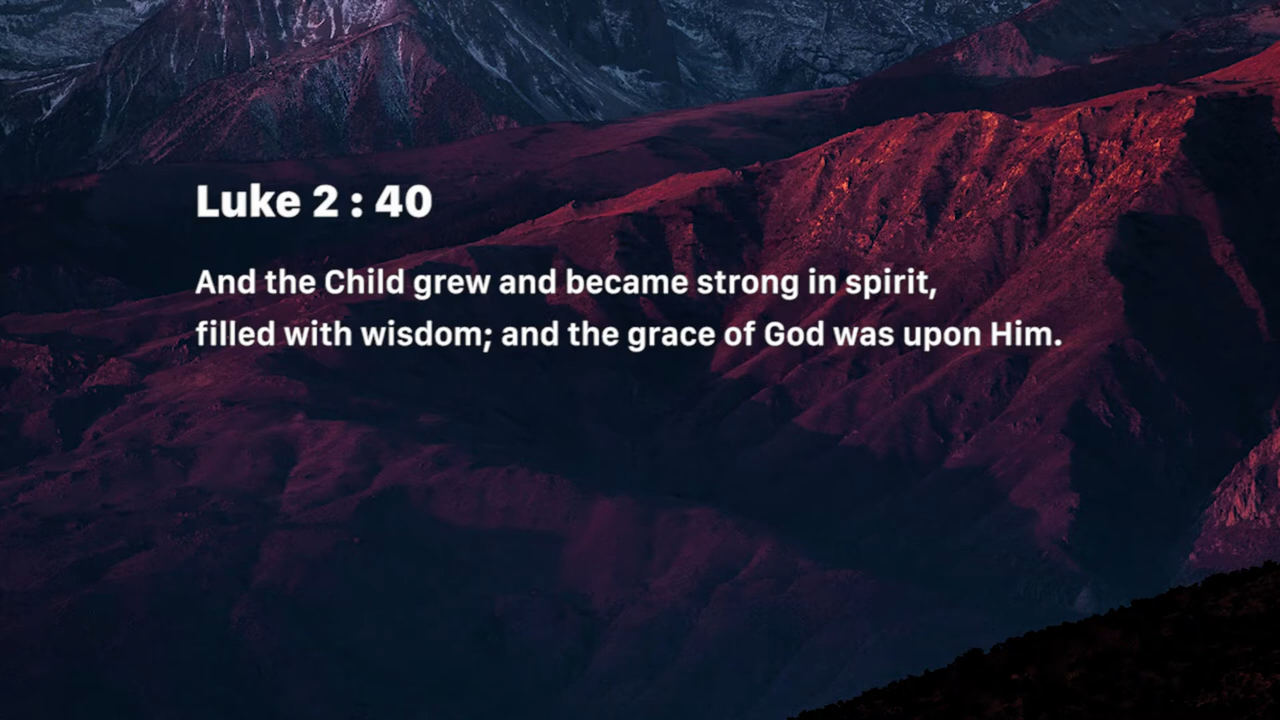 Luke 2 : 40
And the Child grew and became strong in spirit,
filled with wisdom; and the grace of God was upon Him.